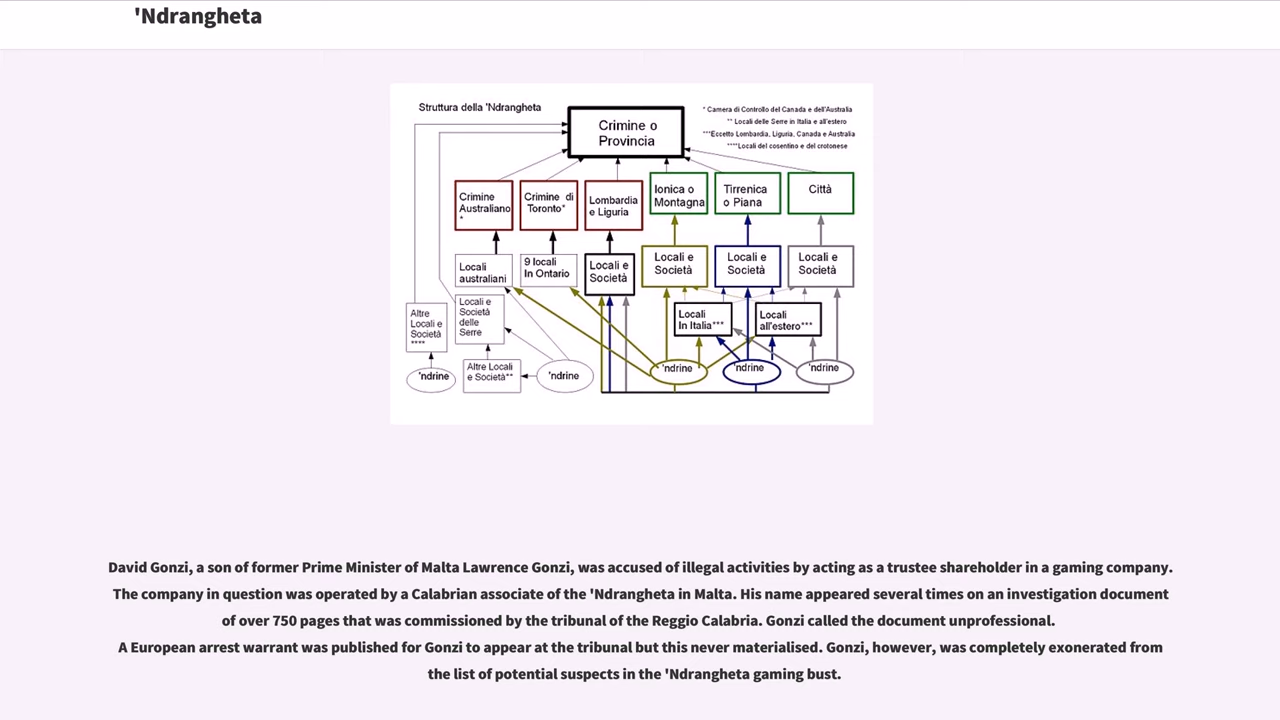 'Ndrangheta
Struttura della 'Ndrangheta
Crimine o
Provincia
* Camera di Controllo del Canada e dell'Australia
** Locali delle Serre in Italia e all'estero
***Eccetto Lombardia, Liguria, Canada e Australia
****Locali del cosentino e del crotonese
Crimine
Australiano
*
Crimine di
Toronto*
Lombardia
e Liguria
Ionica o
Montagna
Tirrenica
o Piana
Città
Locali
australiani
9 locali
In Ontario
Locali e
Società
Locali e
Società
Locali e
Società
Locali e
Società
Altre
Locali e
Società
****
Locali e
Società
delle
Serre
Locali
In Italia***
Locali
all'estero***
'ndrine
Altre Locali
e Società**
'ndrine
'ndrine
'ndrine
'ndrine
David Gonzi, a son of former Prime Minister of Malta Lawrence Gonzi, was accused of illegal activities by acting as a trustee shareholder in a gaming company.
The company in question was operated by a Calabrian associate of the 'Ndrangheta in Malta. His name appeared several times on an investigation document
of over 750 pages that was commissioned by the tribunal of the Reggio Calabria. Gonzi called the document unprofessional.
A European arrest warrant was published for Gonzi to appear at the tribunal but this never materialised. Gonzi, however, was completely exonerated from
the list of potential suspects in the 'Ndrangheta gaming bust.